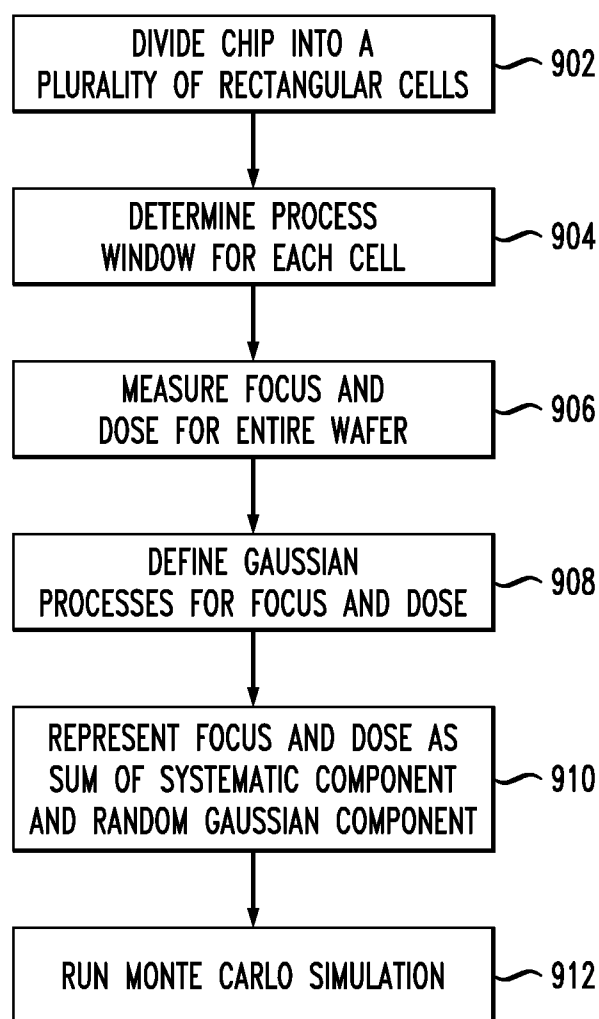 DIVIDE CHIP INTO A
PLURALITY OF RECTANGULAR CELLS
902
DETERMINE PROCESS
WINDOW FOR EACH CELL
904
MEASURE FOCUS AND
DOSE FOR ENTIRE WAFER
906
DEFINE GAUSSIAN
PROCESSES FOR FOCUS AND DOSE
908
REPRESENT FOCUS AND DOSE AS
SUM OF SYSTEMATIC COMPONENT
AND RANDOM GAUSSIAN COMPONENT
910
RUN MONTE CARLO SIMULATION
912